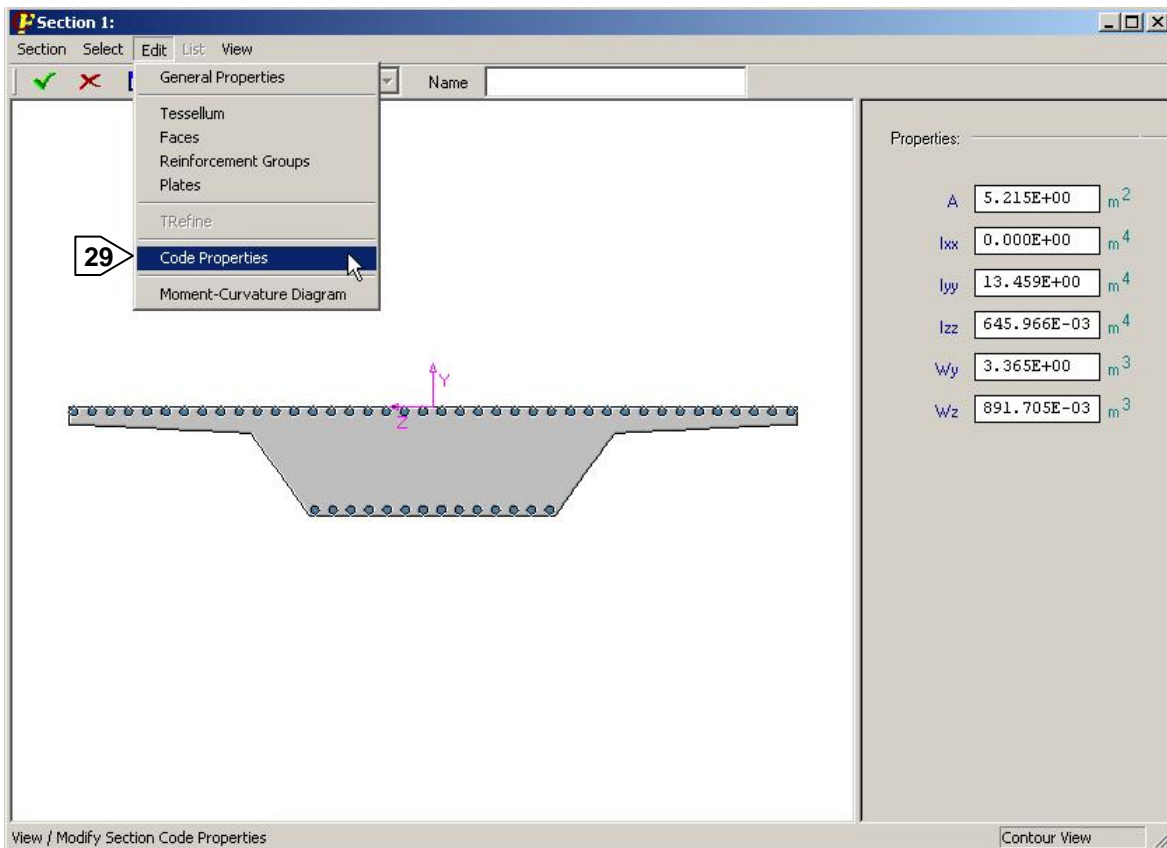 Section 1:
Section Select Edit List View
Name
General Properties
Tessellum
Faces
Reinforcement Groups
Plates
TRefine
29
Code Properties
Moment-Curvature Diagram
Y
Z
Properties:
A 5.215E+00 m2
Ixx 0.000E+00 m4
Iyy 13.459E+00 m4
Izz 645.966E-03 m4
Wy 3.365E+00 m3
Wz 891.705E-03 m3
View / Modify Section Code Properties
Contour View